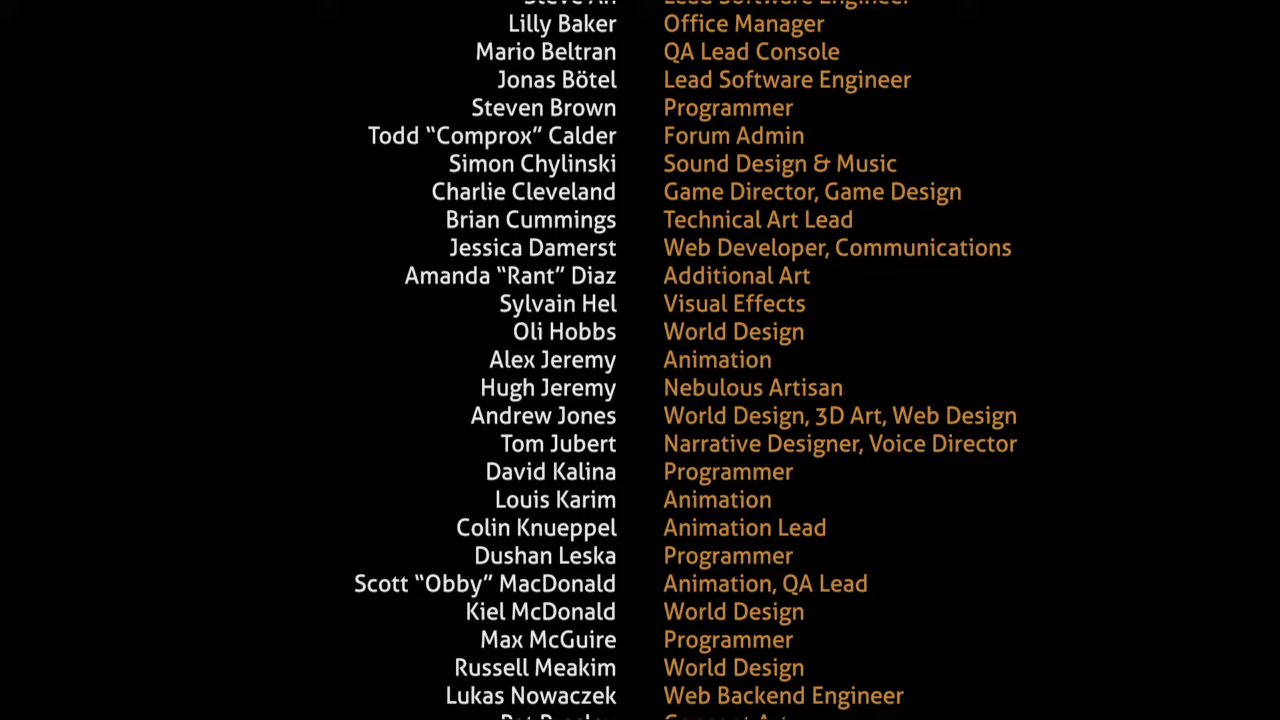 Steve An Lead Software Engineer
Lilly Baker Office Manager
Mario Beltran QA Lead Console
Jonas Bötel Lead Software Engineer
Steven Brown Programmer
Todd “Comprox” Calder Forum Admin
Simon Chylinski Sound Design & Music
Charlie Cleveland Game Director, Game Design
Brian Cummings Technical Art Lead
Jessica Damerst Web Developer, Communications
Amanda “Rant” Diaz Additional Art
Sylvain Hel Visual Effects
Oli Hobbs World Design
Alex Jeremy Animation
Hugh Jeremy Nebulous Artisan
Andrew Jones World Design, 3D Art, Web Design
Tom Jubert Narrative Designer, Voice Director
David Kalina Programmer
Louis Karim Animation
Colin Knueppel Animation Lead
Dushan Leska Programmer
Scott “Obby” MacDonald Animation, QA Lead
Kiel McDonald World Design
Max McGuire Programmer
Russell Meakim World Design
Lukas Nowaczek Web Backend Engineer